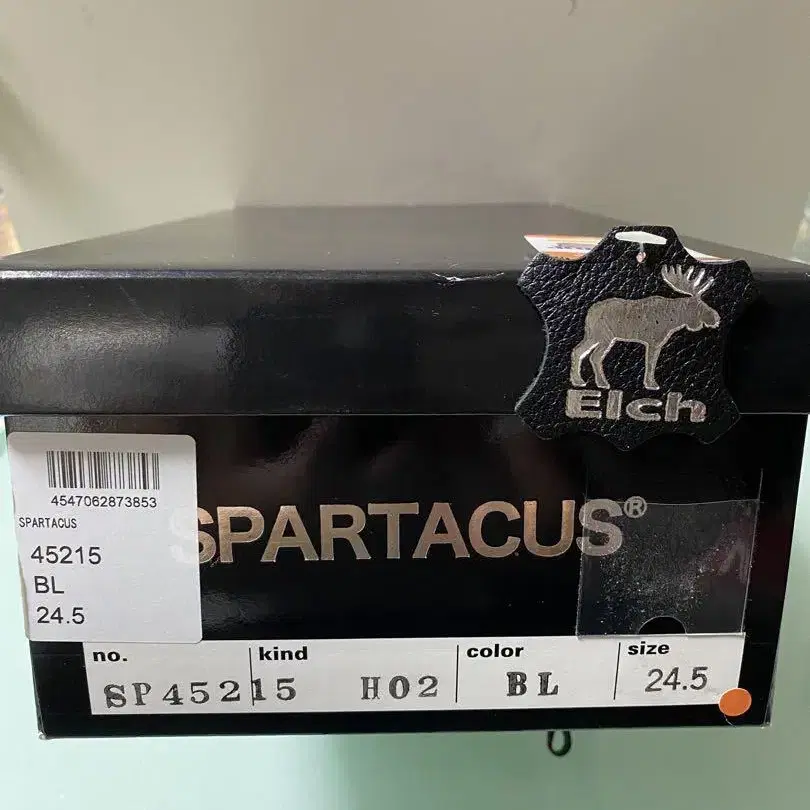 Elch
4547062873853
SPARTACUS
45215
BL
24.5
SPARTACUS®
no. kind color size
SP45215 H02 BL 24.5